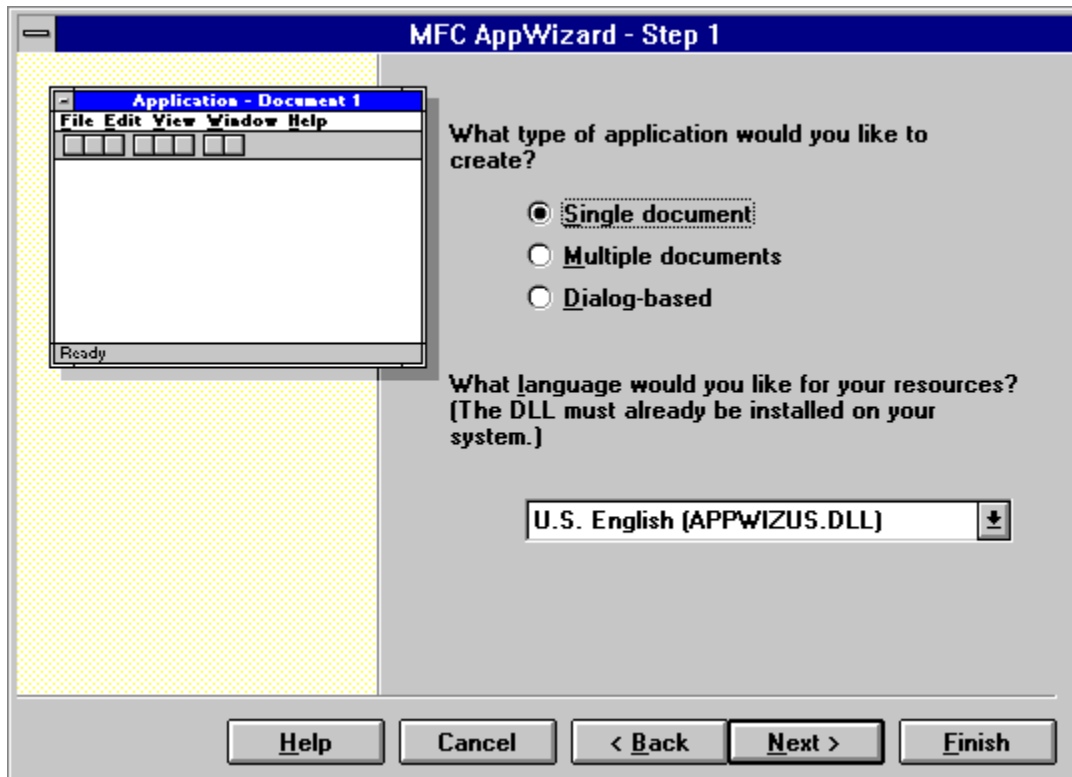 MFC AppWizard - Step 1
Application - Document 1
File Edit View Window Help
Ready
What type of application would you like to
create?
Single document
Multiple documents
Dialog-based
What language would you like for your resources?
(The DLL must already be installed on your
system.)
U.S. English (APPWIZUS.DLL)
Help Cancel < Back Next > Finish